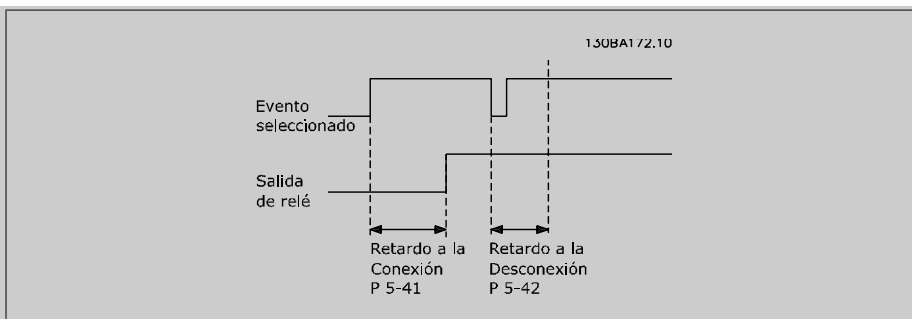 130BA172.10
Evento
seleccionado
Salida
de relé
Retardo a la
Conexión
P 5-41
Retardo a la
Desconexión
P 5-42